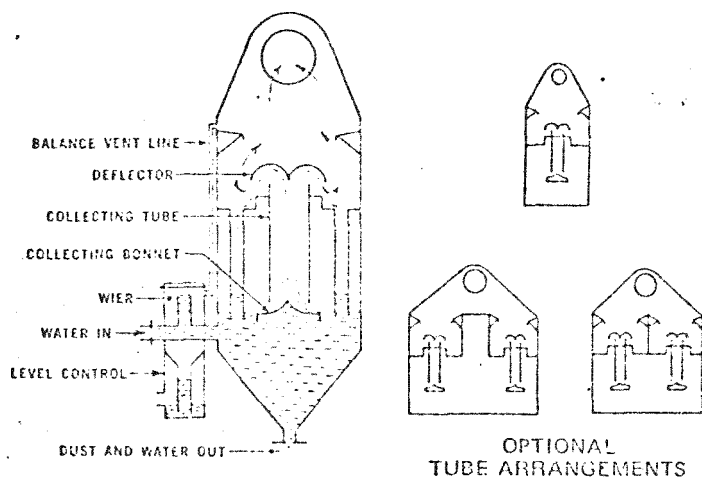 BALANCE VENT LINE
DEFLECTOR
COLLECTING TUBE
COLLECTING BONNET
WIER
WATER IN
LEVEL CONTROL
DUST AND WATER OUT
OPTIONAL
TUBE ARRANGEMENTS